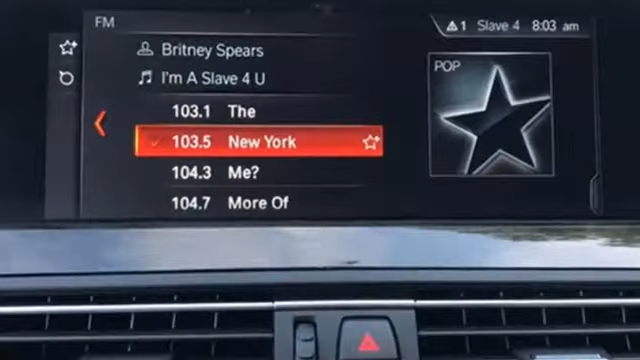 FM
1 Slave 4 8:03 am
Britney Spears
I'm A Slave 4 U
POP
103.1 The
103.5 New York
104.3 Me?
104.7 More Of